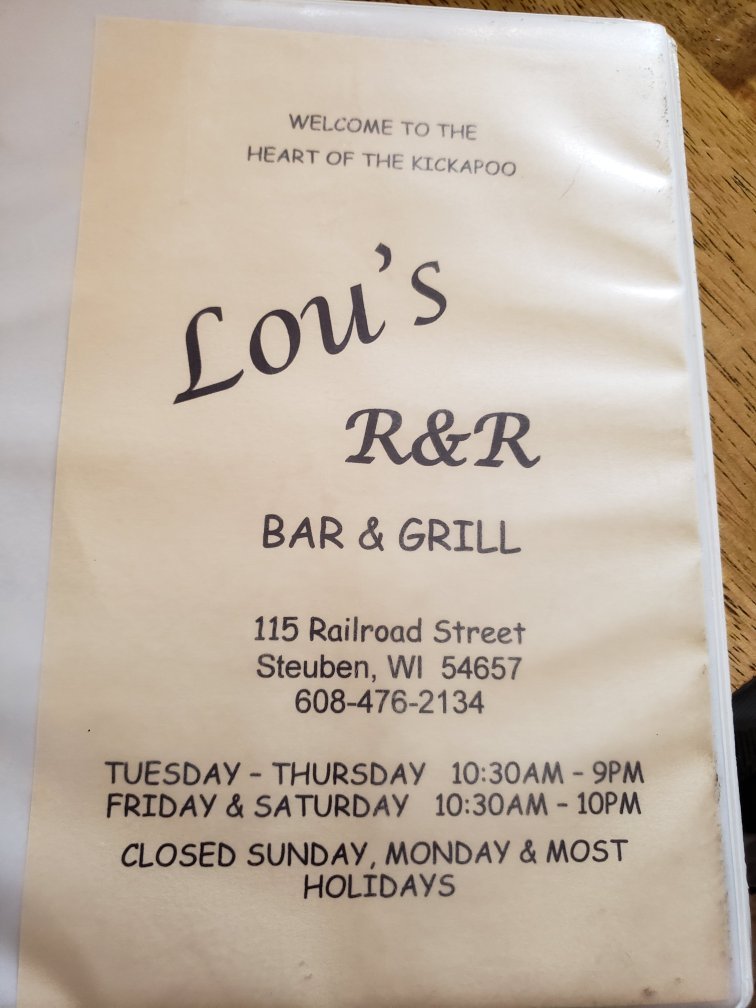 WELCOME TO THE
HEART OF THE KICKAPOO
Lou's
R&R
BAR & GRILL
115 Railroad Street
Steuben, WI 54657
608-476-2134
TUESDAY - THURSDAY 10:30AM - 9PM
FRIDAY & SATURDAY 10:30AM - 10PM
CLOSED SUNDAY, MONDAY & MOST
HOLIDAYS